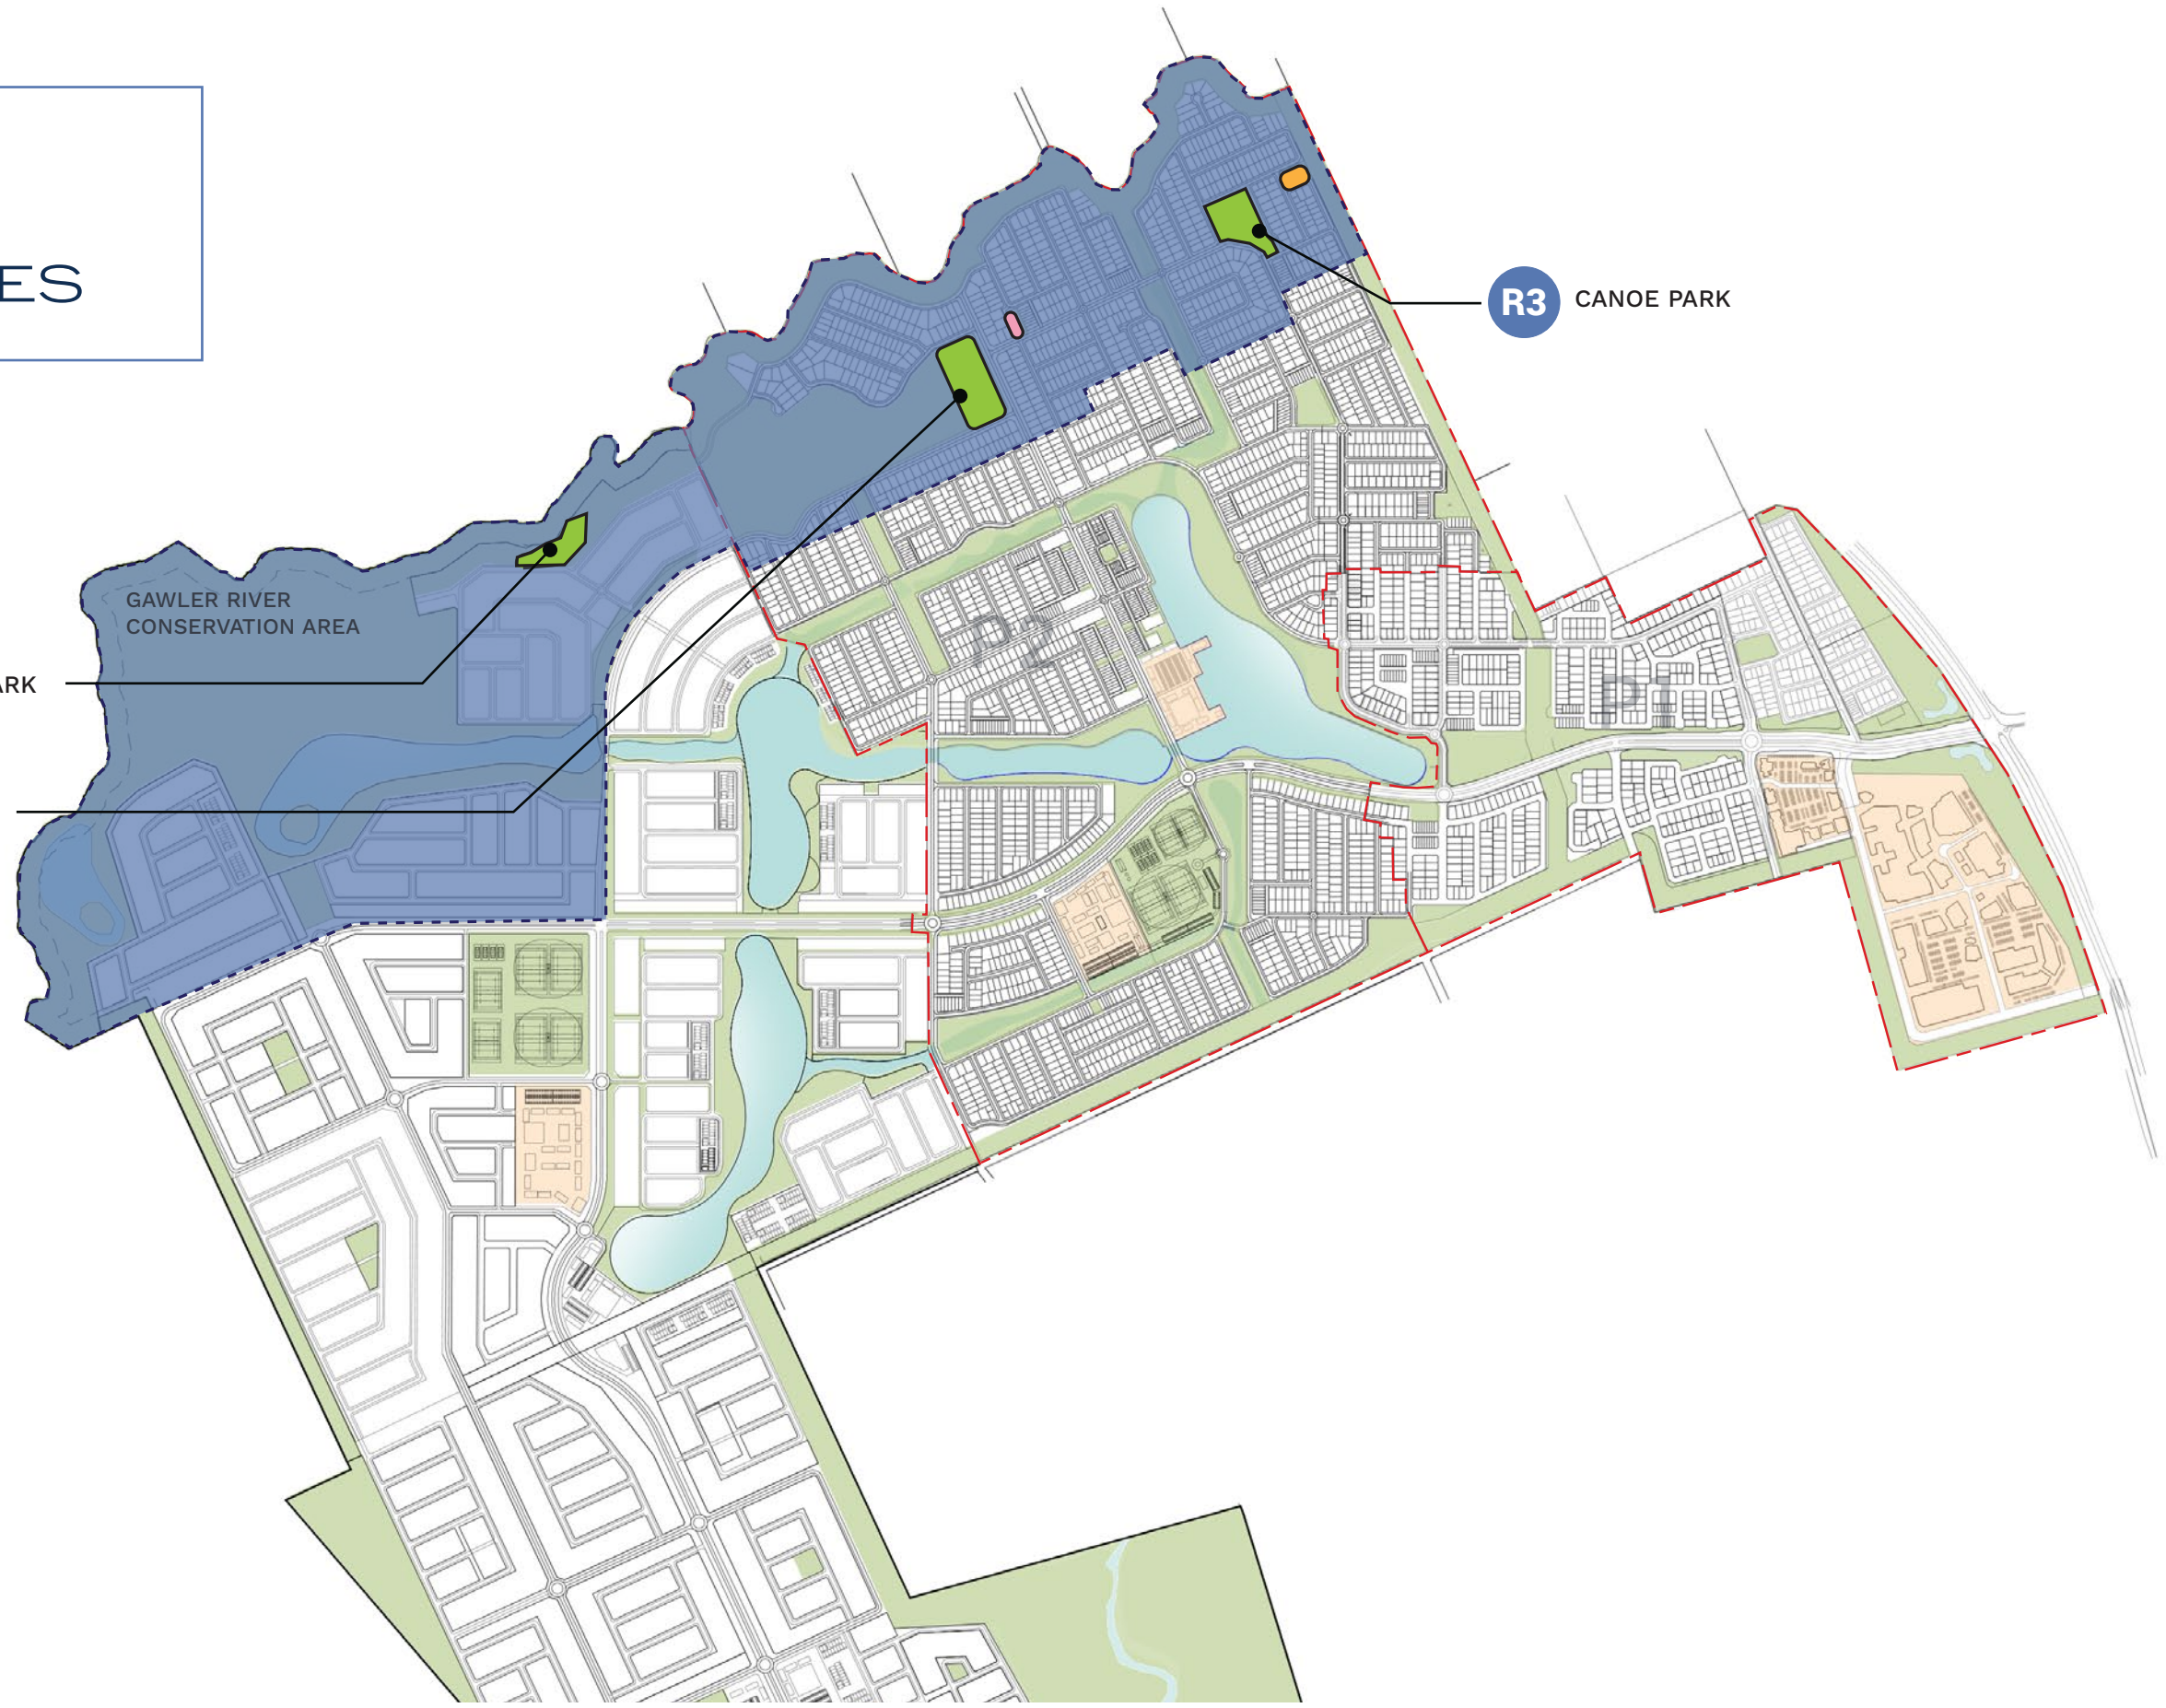 ES
R3 CANOE PARK
GAWLER RIVER
CONSERVATION AREA
P2
P1
ARK